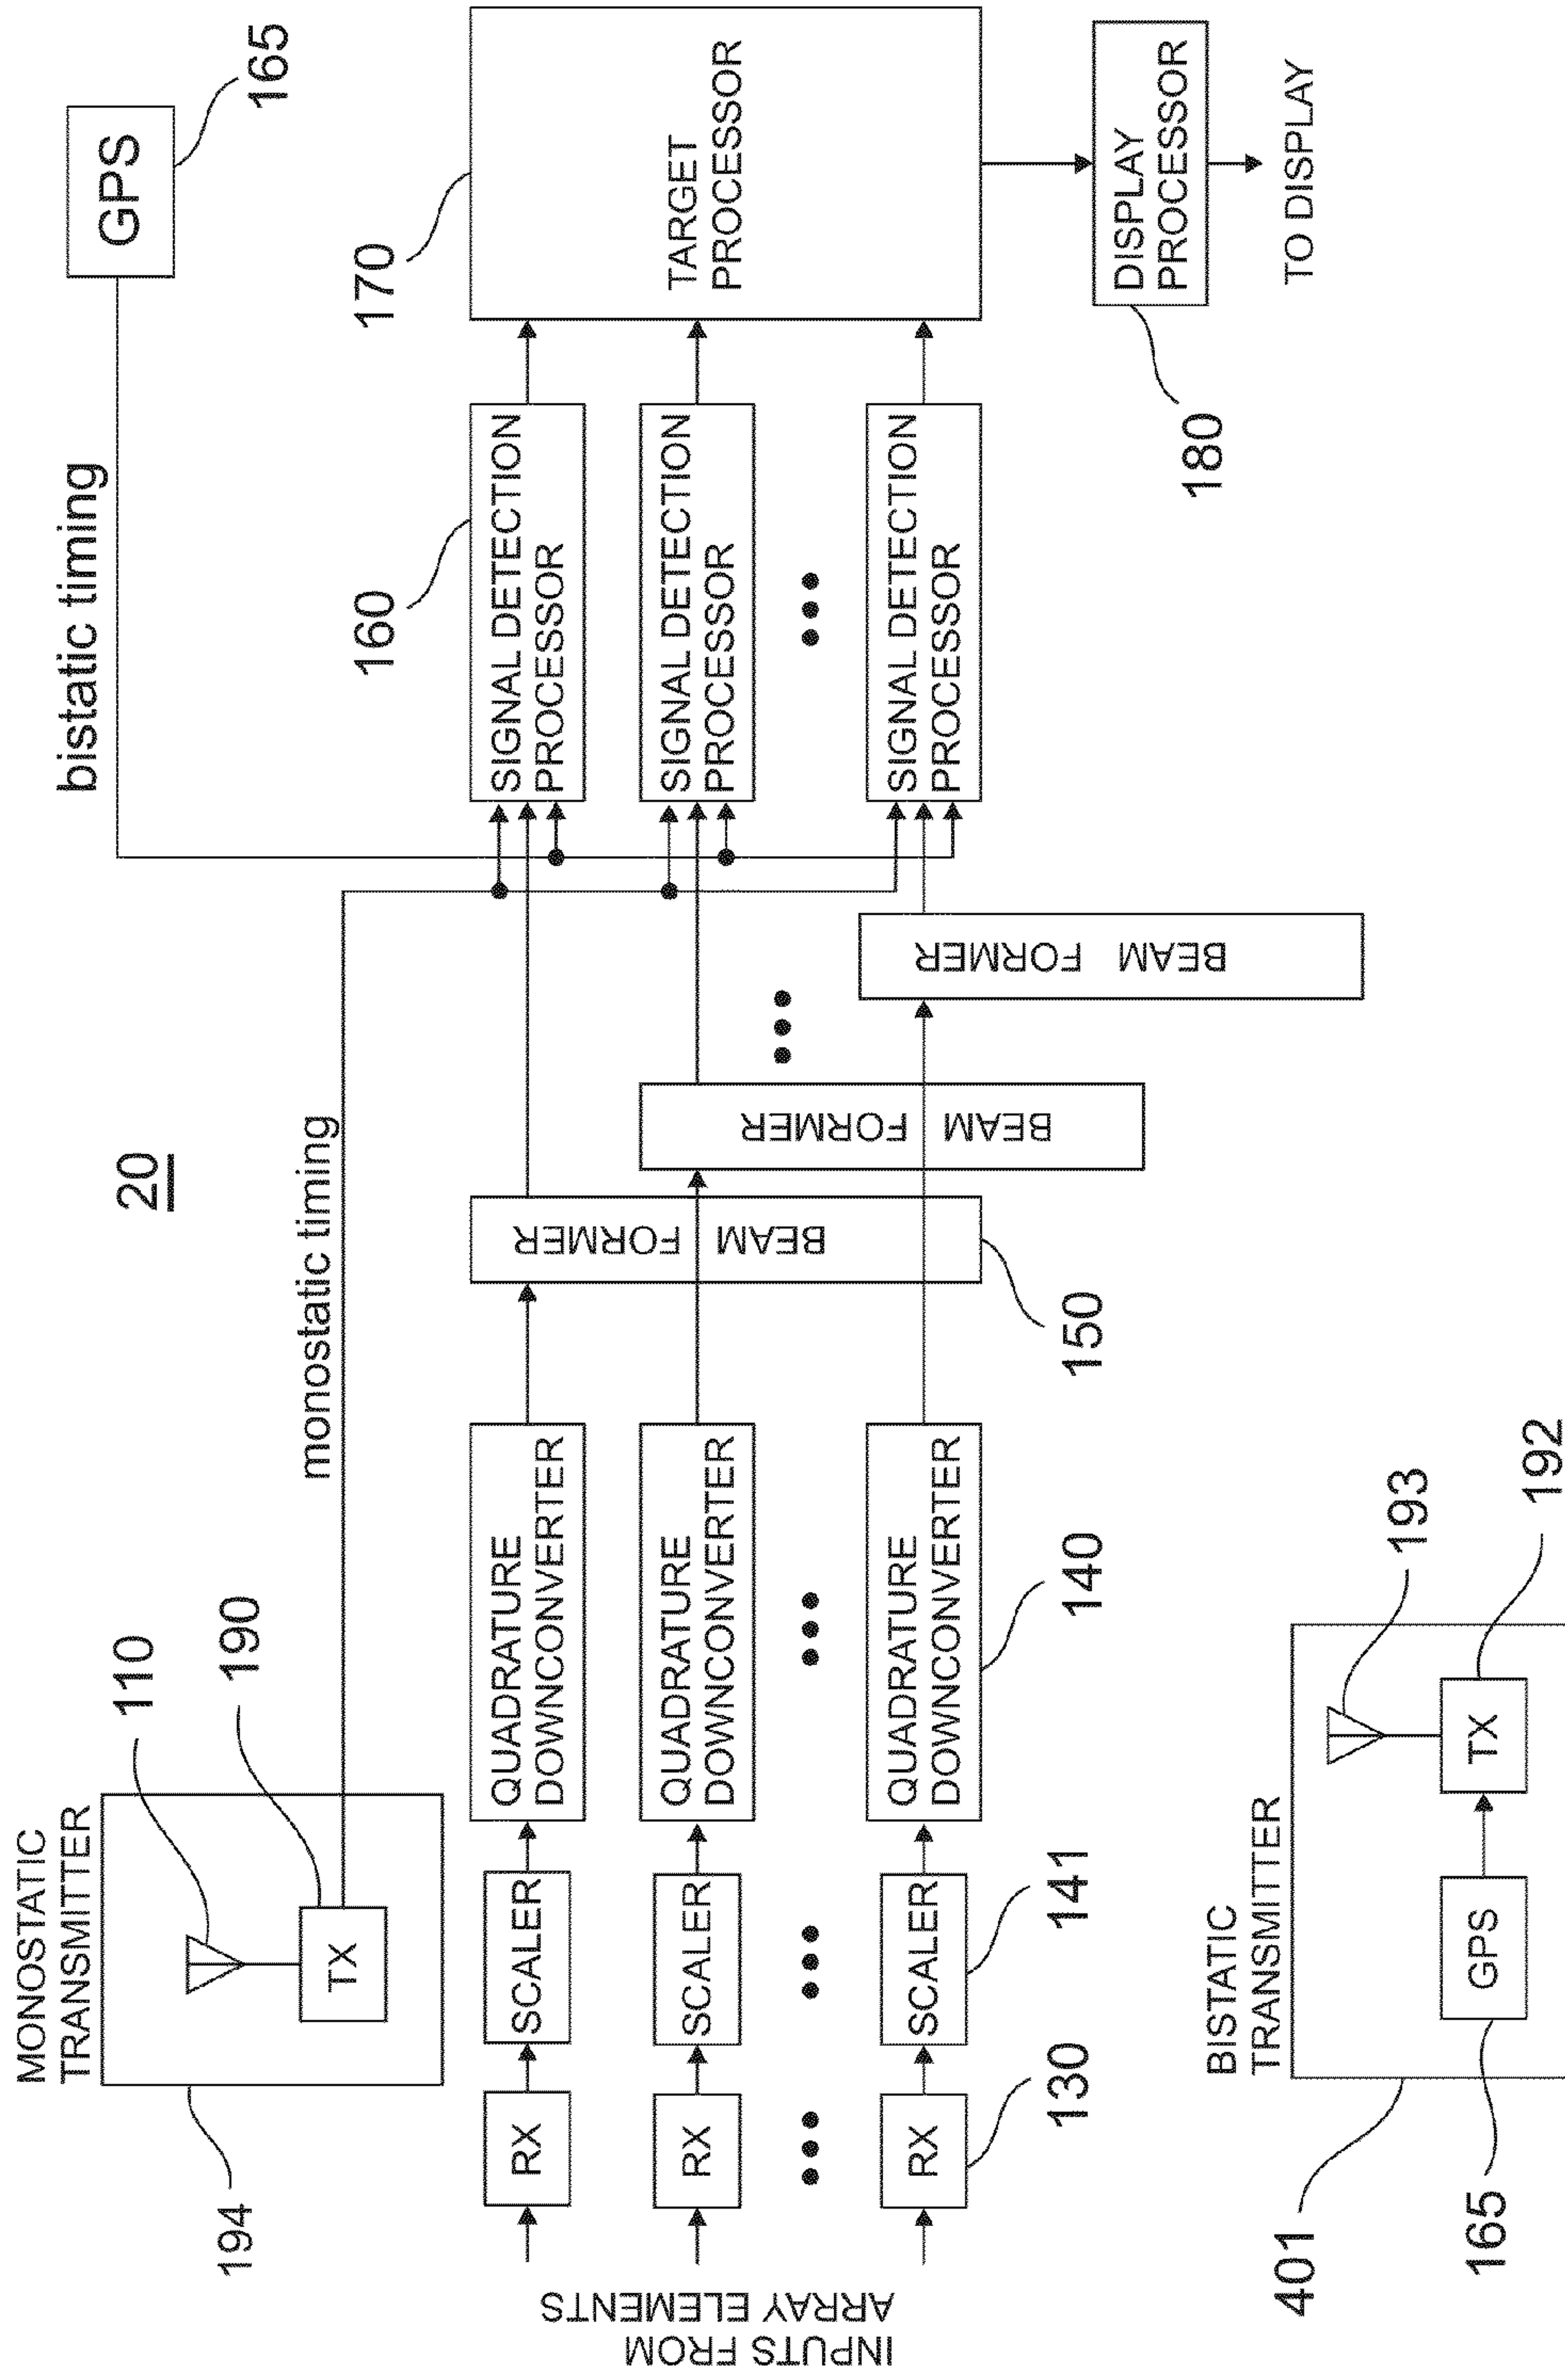 20
MONOSTATIC
TRANSMITTER
110
190
TX
194
monostatic timing
bistatic timing
GPS
165
INPUTS FROM
ARRAY ELEMENTS
RX
SCALER
QUADRATURE
DOWNCONVERTER
BEAM FORMER
160
SIGNAL DETECTION
PROCESSOR
170
TARGET
PROCESSOR
RX
SCALER
QUADRATURE
DOWNCONVERTER
BEAM FORMER
SIGNAL DETECTION
PROCESSOR
RX
SCALER
QUADRATURE
DOWNCONVERTER
BEAM FORMER
SIGNAL DETECTION
PROCESSOR
130
141
140
150
180
DISPLAY
PROCESSOR
TO DISPLAY
BISTATIC
TRANSMITTER
401
165
GPS
TX
193
192